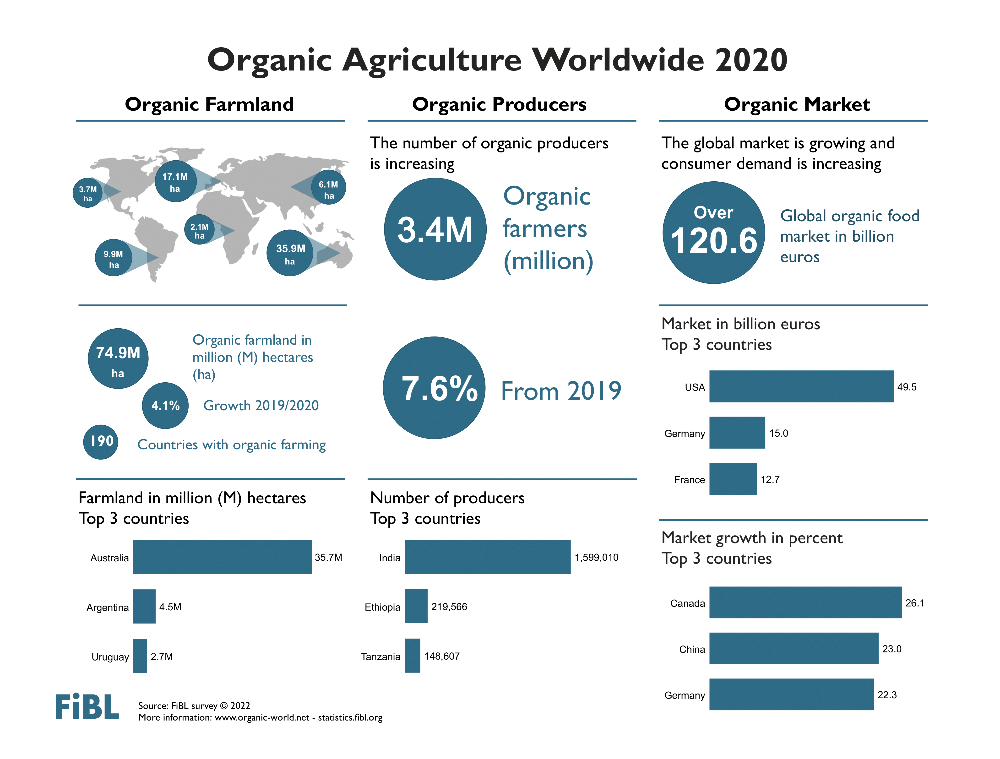 Organic Agriculture Worldwide 2020
Organic Farmland
3.7M
ha
17.1M
ha
6.1M
ha
2.1M
ha
9.9M
ha
35.9M
ha
74.9M
ha
Organic farmland in
million (M) hectares
(ha)
4.1%
Growth 2019/2020
190
Countries with organic farming
Farmland in million (M) hectares
Top 3 countries
Australia 35.7M
Argentina 4.5M
Uruguay 2.7M
Organic Producers
The number of organic producers
is increasing
3.4M
Organic
farmers
(million)
7.6%
From 2019
Number of producers
Top 3 countries
India 1,599,010
Ethiopia 219,566
Tanzania 148,607
Organic Market
The global market is growing and
consumer demand is increasing
Over
120.6
Global organic food
market in billion
euros
Market in billion euros
Top 3 countries
USA 49.5
Germany 15.0
France 12.7
Market growth in percent
Top 3 countries
Canada 26.1
China 23.0
Germany 22.3
FiBL
Source: FiBL survey © 2022
More information: www.organic-world.net - statistics.fibl.org